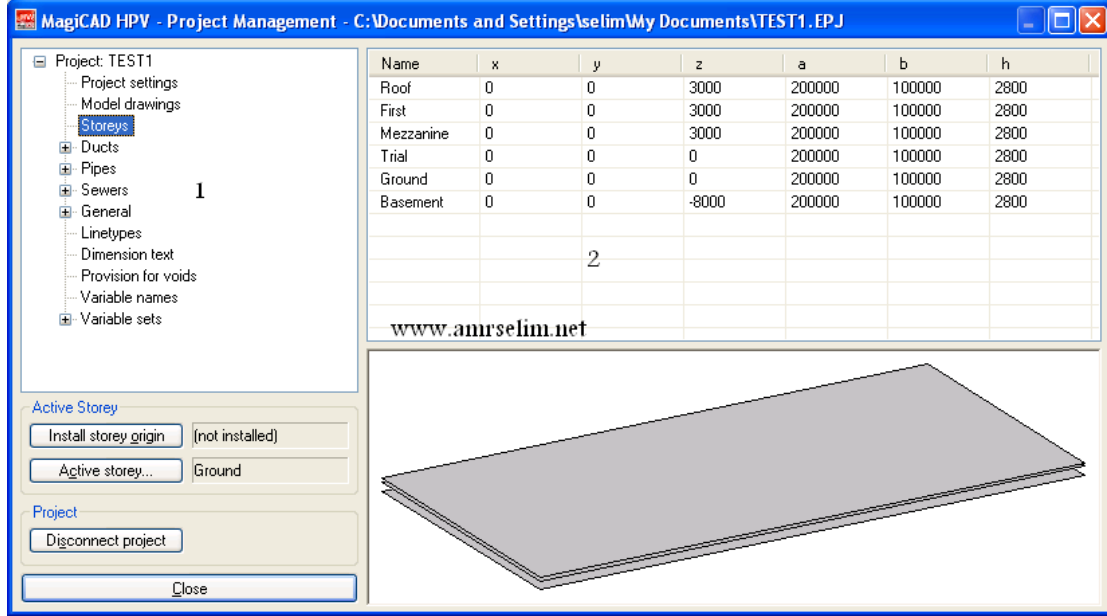 MagiCAD HPV - Project Management - C:\Documents and Settings\selim\My Documents\TEST1.EPJ
Project: TEST1
Project settings
Model drawings
Storeys
Ducts
Pipes
Sewers
General
Linetypes
Dimension text
Provision for voids
Variable names
Variable sets
1
Name x y z a b h
Roof 0 0 3000 200000 100000 2800
First 0 0 3000 200000 100000 2800
Mezzanine 0 0 3000 200000 100000 2800
Trial 0 0 0 200000 100000 2800
Ground 0 0 0 200000 100000 2800
Basement 0 0 -8000 200000 100000 2800
2
www.amrselim.net
Active Storey
Install storey origin (not installed)
Active storey... Ground
Project
Disconnect project
Close